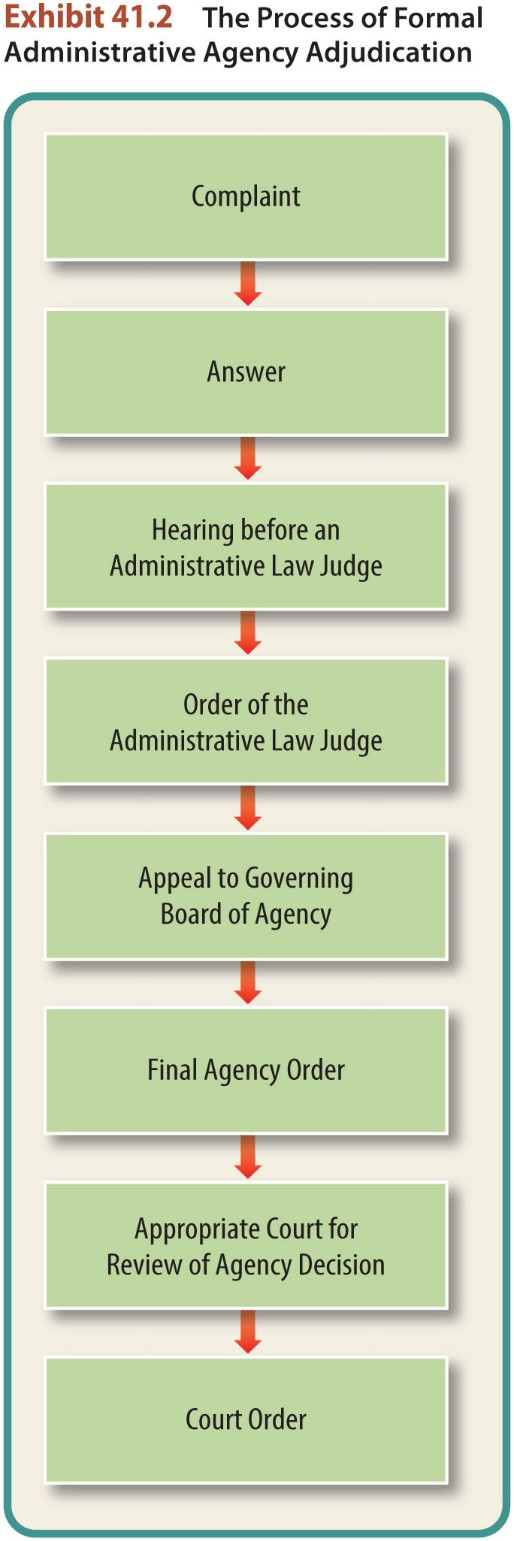 Exhibit 41.2 The Process of Formal
Administrative Agency Adjudication
Complaint
Answer
Hearing before an
Administrative Law Judge
Order of the
Administrative Law Judge
Appeal to Governing
Board of Agency
Final Agency Order
Appropriate Court for
Review of Agency Decision
Court Order